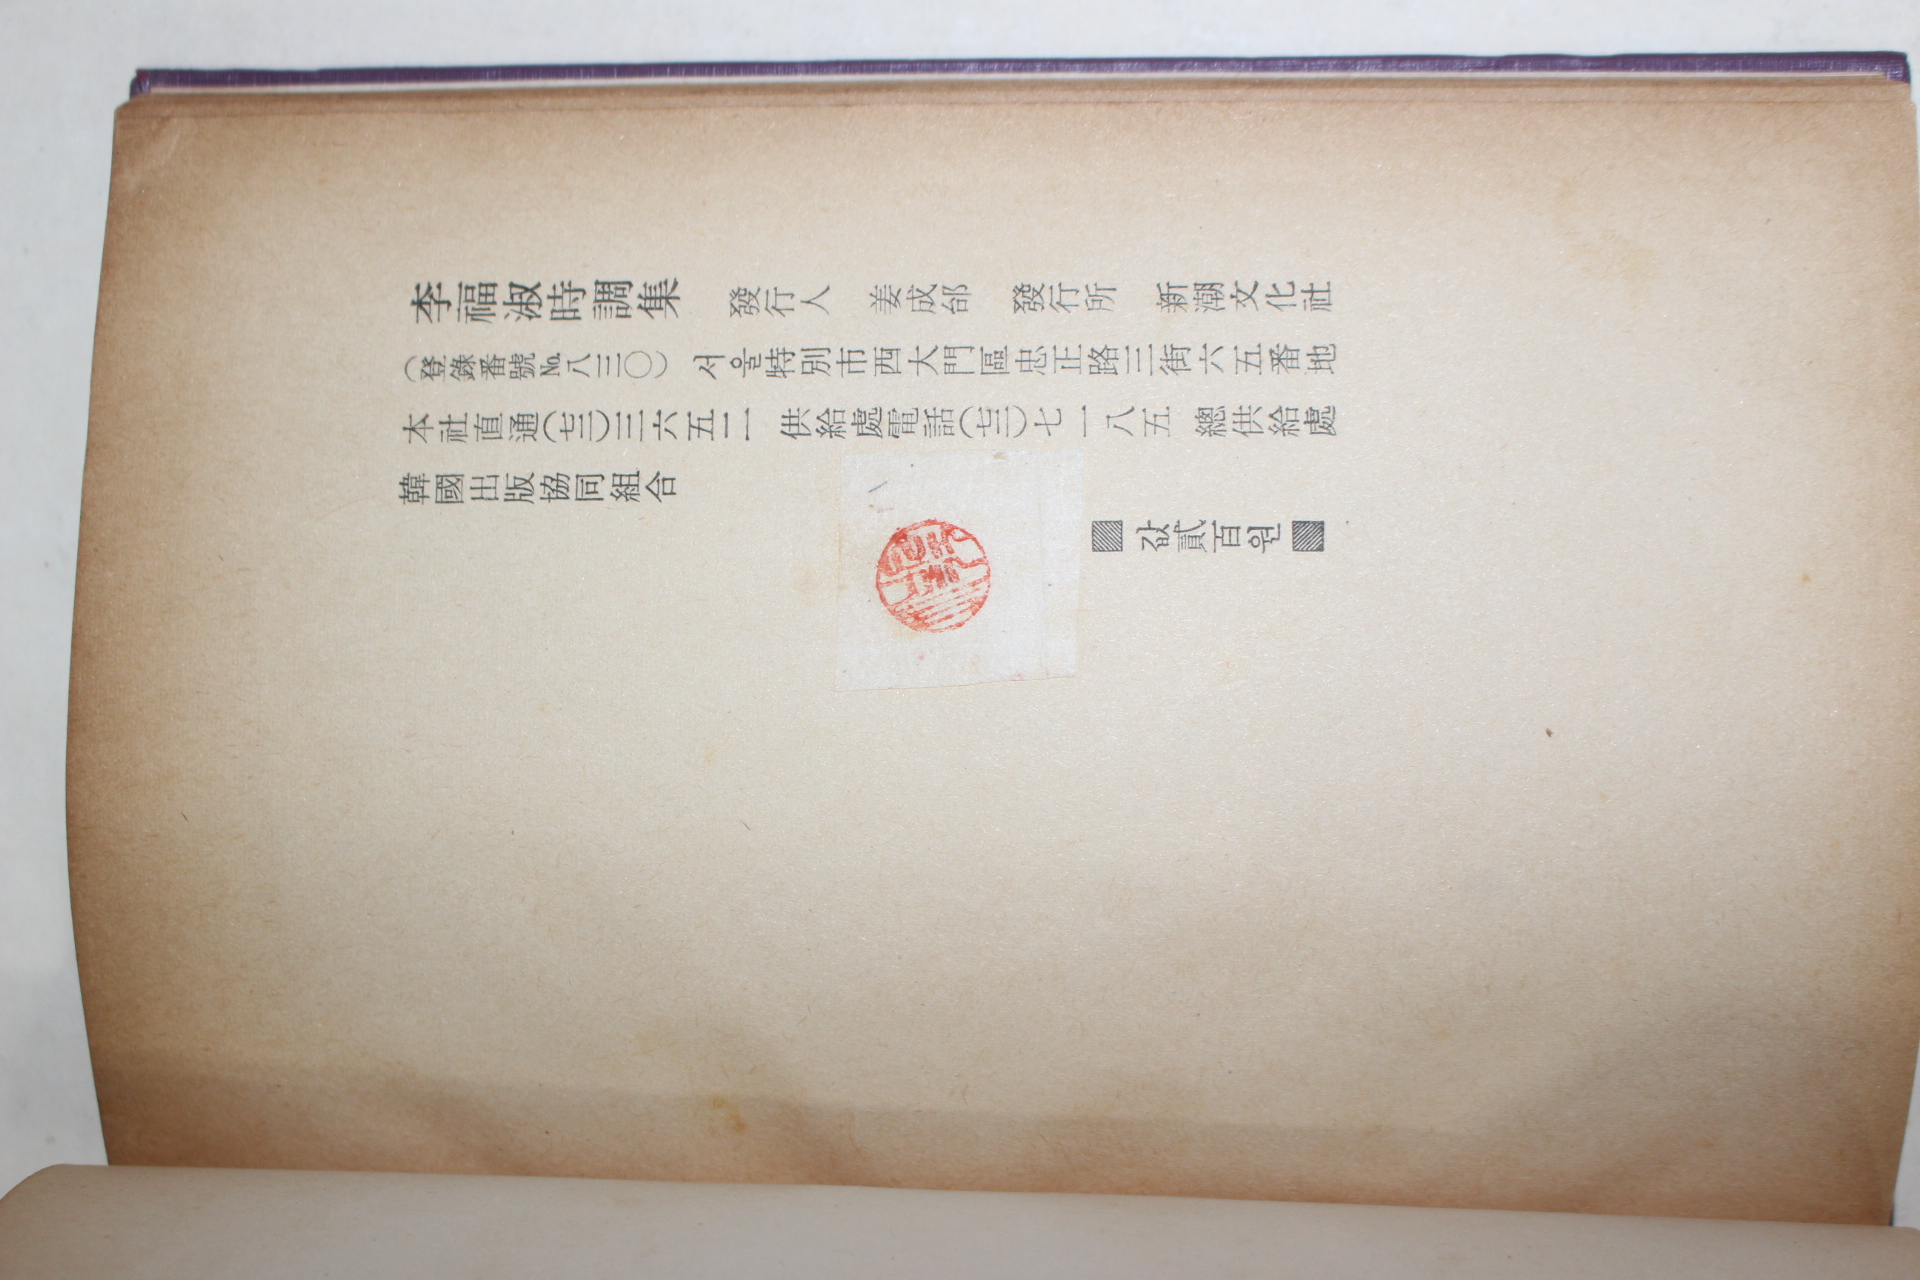 李福淑時調集 發行人 姜成邰 發行所 新潮文化社
(登錄番號 №八三〇) 서울特別市西大門區忠正路三街六五番地
本社直通(七三)三六五二 供給處電話(七三)七一八五 總供給處
韓國出版協同組合
값貳百원